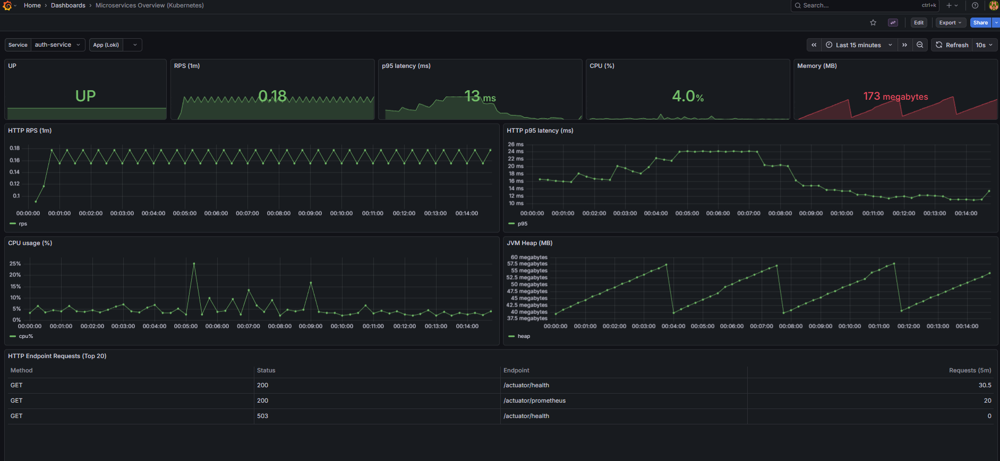 Home › Dashboards › Microservices Overview (Kubernetes)
Search... ctrl+k
Edit Export Share
Service auth-service App (Loki)
Last 15 minutes Refresh 10s
UP
UP
RPS (1m)
0.18
p95 latency (ms)
13 ms
CPU (%)
4.0%
Memory (MB)
173 megabytes
HTTP RPS (1m)
0.18
0.16
0.14
0.12
0.1
00:00:00 00:01:00 00:02:00 00:03:00 00:04:00 00:05:00 00:06:00 00:07:00 00:08:00 00:09:00 00:10:00 00:11:00 00:12:00 00:13:00 00:14:00
rps
HTTP p95 latency (ms)
26 ms
24 ms
22 ms
20 ms
18 ms
16 ms
14 ms
12 ms
10 ms
00:00:00 00:01:00 00:02:00 00:03:00 00:04:00 00:05:00 00:06:00 00:07:00 00:08:00 00:09:00 00:10:00 00:11:00 00:12:00 00:13:00 00:14:00
p95
CPU usage (%)
25%
20%
15%
10%
5%
0%
00:00:00 00:01:00 00:02:00 00:03:00 00:04:00 00:05:00 00:06:00 00:07:00 00:08:00 00:09:00 00:10:00 00:11:00 00:12:00 00:13:00 00:14:00
cpu%
JVM Heap (MB)
60 megabytes
57.5 megabytes
55 megabytes
52.5 megabytes
50 megabytes
47.5 megabytes
45 megabytes
42.5 megabytes
40 megabytes
37.5 megabytes
00:00:00 00:01:00 00:02:00 00:03:00 00:04:00 00:05:00 00:06:00 00:07:00 00:08:00 00:09:00 00:10:00 00:11:00 00:12:00 00:13:00 00:14:00
heap
HTTP Endpoint Requests (Top 20)
Method Status Endpoint Requests (5m)
GET 200 /actuator/health 30.5
GET 200 /actuator/prometheus 20
GET 503 /actuator/health 0